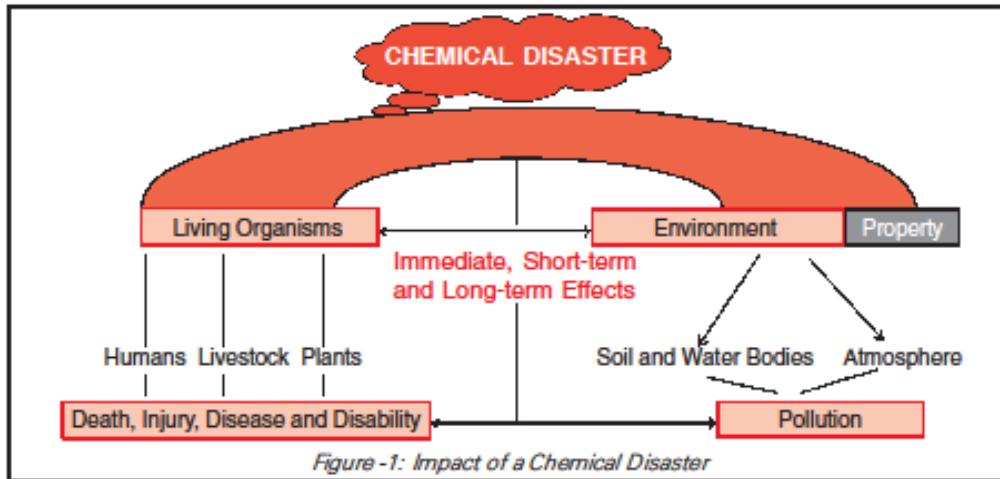 CHEMICAL DISASTER
Living Organisms
Environment
Property
Immediate, Short-term
and Long-term Effects
Humans Livestock Plants
Soil and Water Bodies Atmosphere
Death, Injury, Disease and Disability
Pollution
Figure -1: Impact of a Chemical Disaster